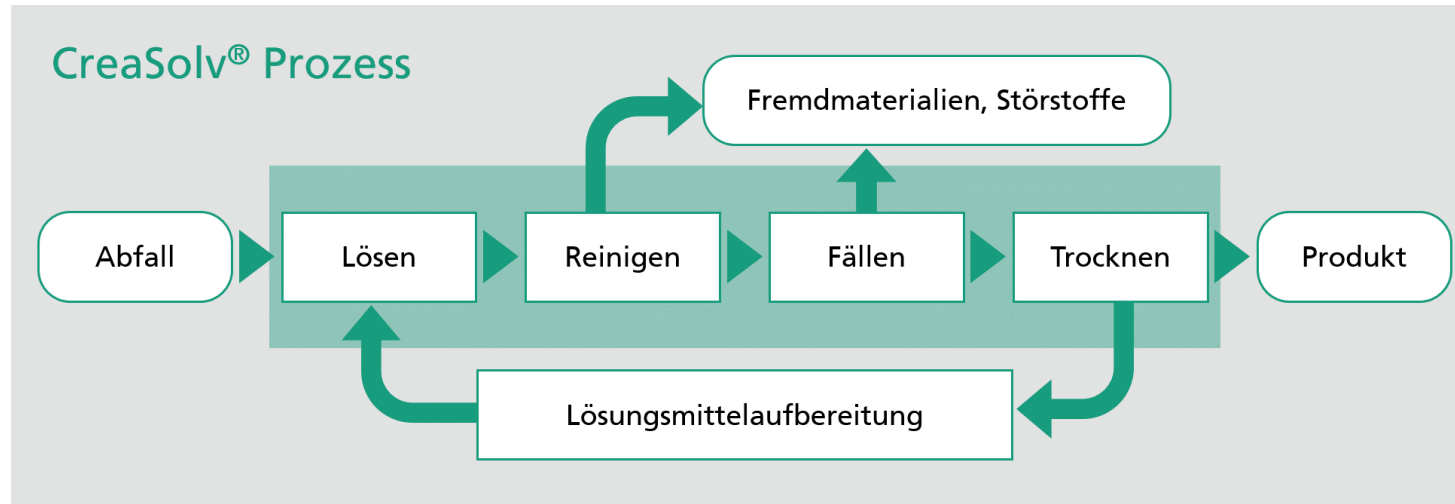 CreaSolv® Prozess
Fremdmaterialien, Störstoffe
Abfall
Lösen
Reinigen
Fällen
Trocknen
Produkt
Lösungsmittelaufbereitung